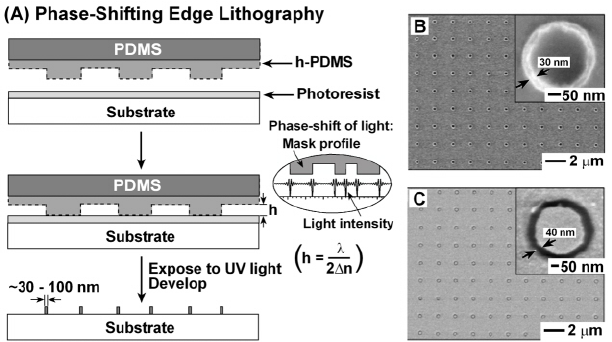 (A) Phase-Shifting Edge Lithography
PDMS
h-PDMS
Photoresist
Substrate
Phase-shift of light:
Mask profile
PDMS
h
Light intensity
Substrate
(h = λ / 2Δn)
Expose to UV light
Develop
~30 - 100 nm
Substrate
B
30 nm
50 nm
2 μm
C
40 nm
50 nm
2 μm